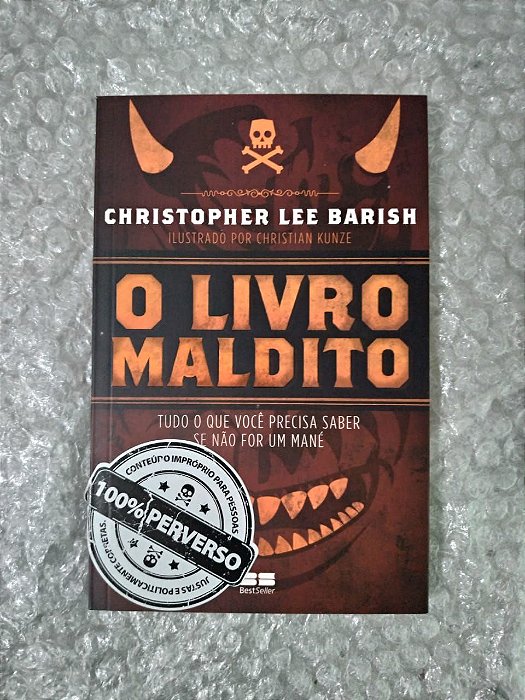 CHRISTOPHER LEE BARISH
ILUSTRADO POR CHRISTIAN KUNZE
O LIVRO
MALDITO
TUDO O QUE VOCÊ PRECISA SABER
SE NÃO FOR UM MANÉ
CONTEÚDO IMPRÓPRIO PARA PESSOAS
100% PERVERSO
JUSTAS E POLITICAMENTE CORRETAS.
BestSeller